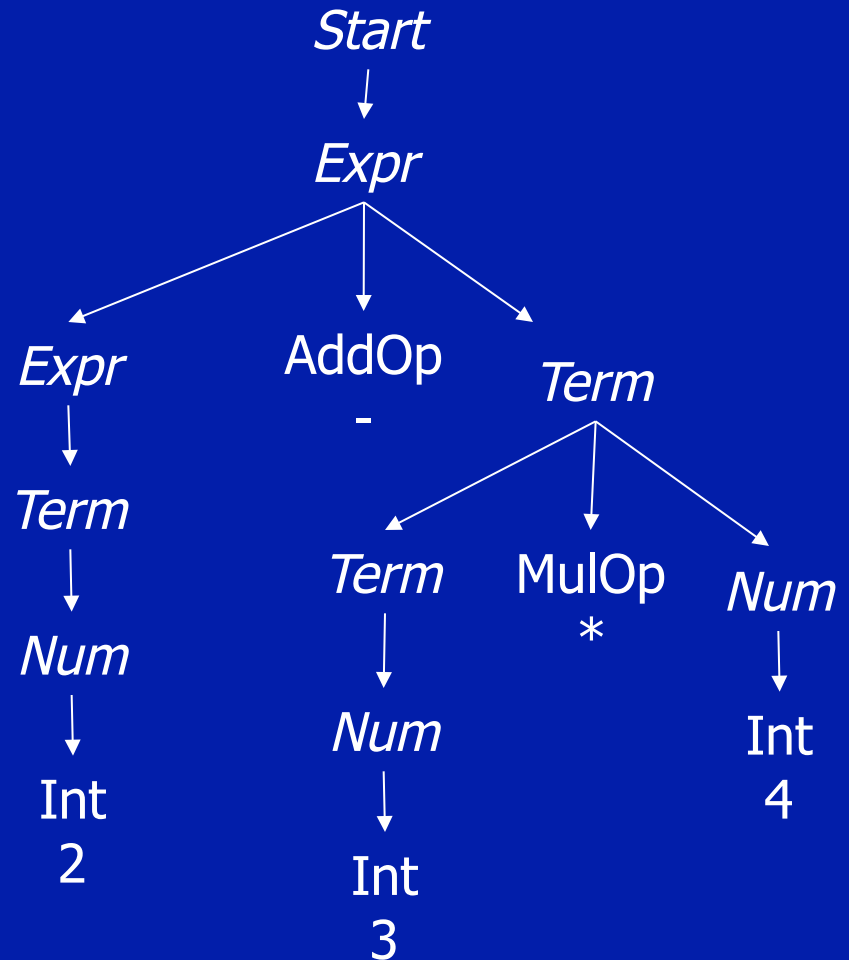 Start
Expr
Expr
AddOp
-
Term
Term
Term
MulOp
*
Num
Num
Num
Int
2
Int
4
Int
3